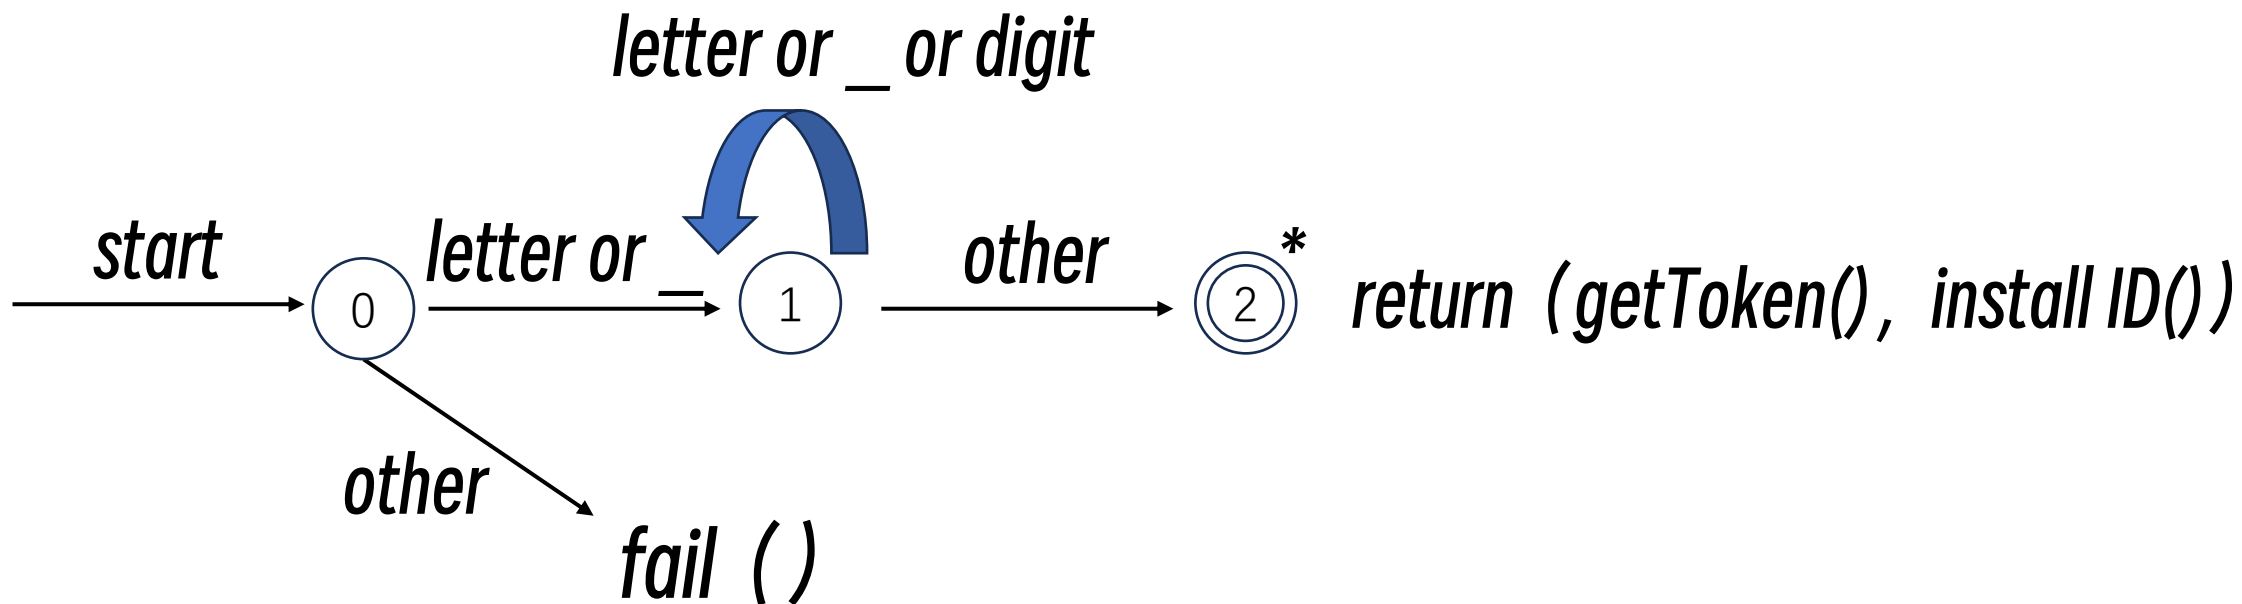 letter or _ or digit
start
letter or _
other
*
0
1
2
return (getToken(), install ID())
other
fail ()